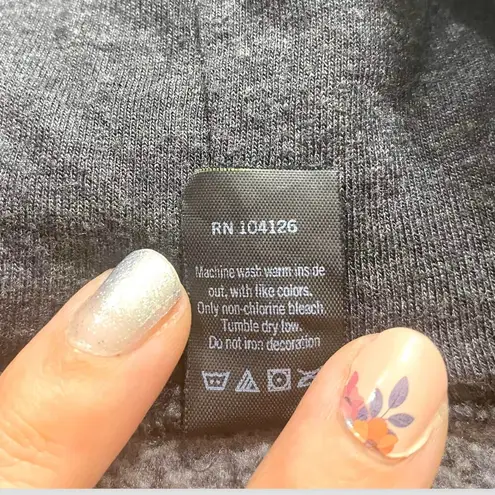 RN 104126
Machine wash warm inside
out, with like colors.
Only non-chlorine bleach.
Tumble dry low.
Do not iron decoration